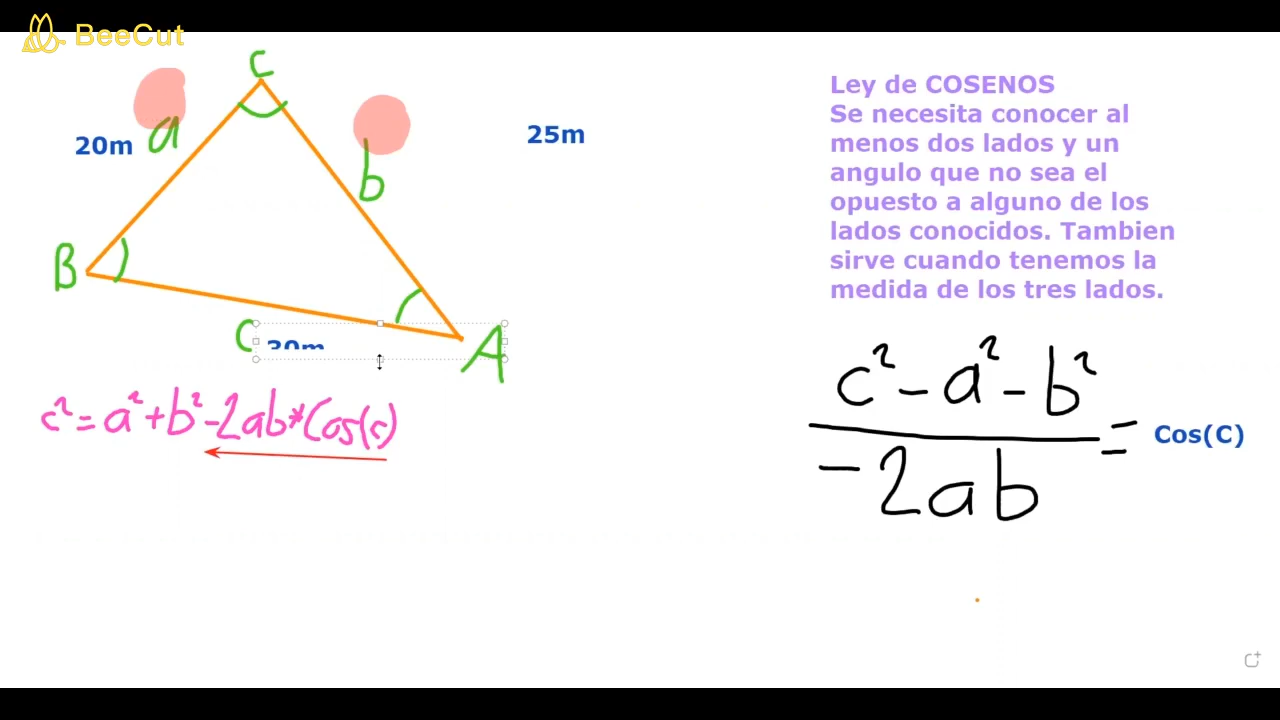 BeeCut
C
a
20m
b
25m
B
C
30m
A
c²=a²+b²-2ab*Cos(c)
Ley de COSENOS
Se necesita conocer al
menos dos lados y un
angulo que no sea el
opuesto a alguno de los
lados conocidos. Tambien
sirve cuando tenemos la
medida de los tres lados.
c²-a²-b²
= Cos(C)
-2ab